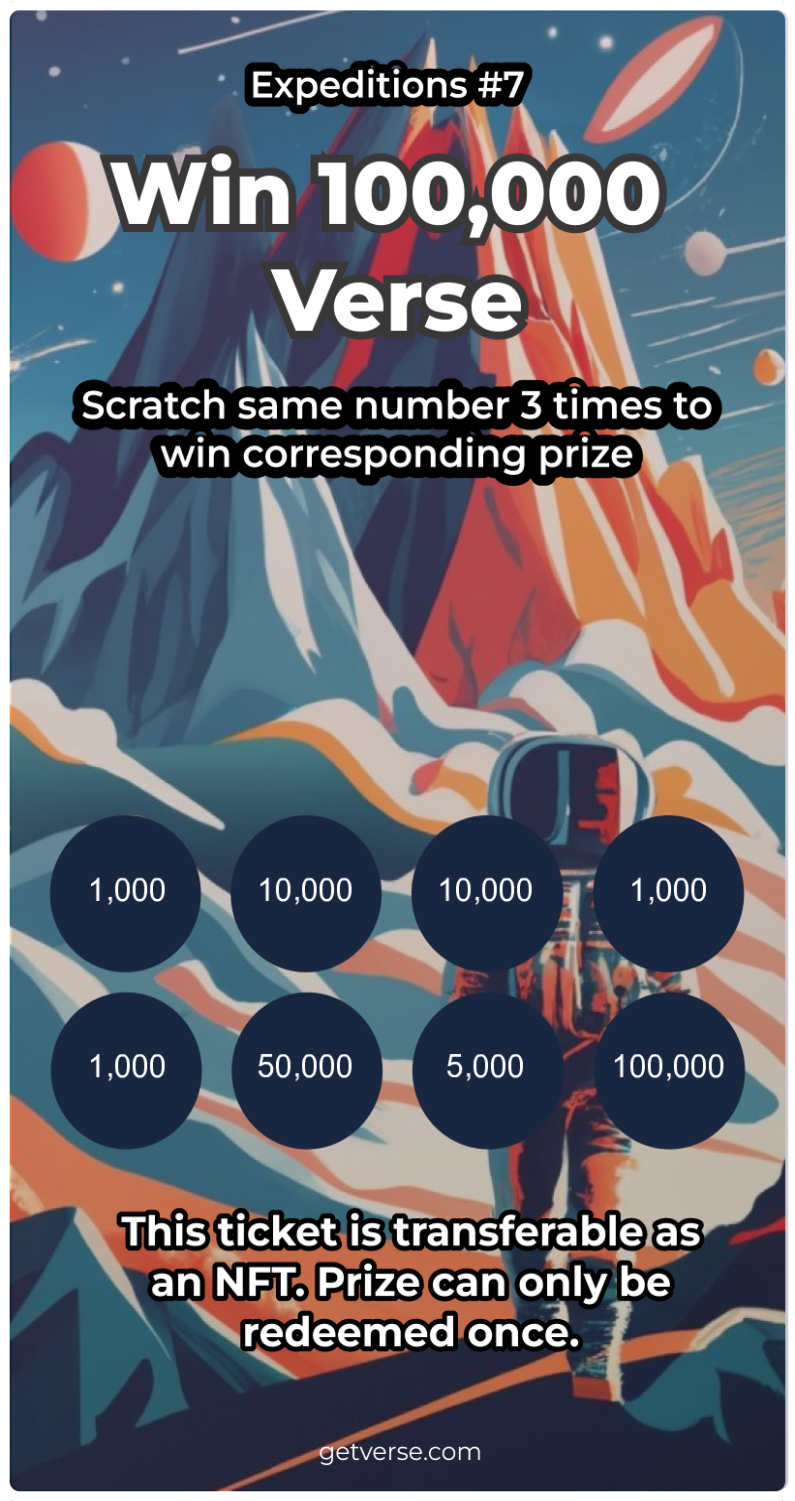 Expeditions #7
Win 100,000
Verse
Scratch same number 3 times to
win corresponding prize
1,000 10,000 10,000 1,000
1,000 50,000 5,000 100,000
This ticket is transferable as
an NFT. Prize can only be
redeemed once.
getverse.com